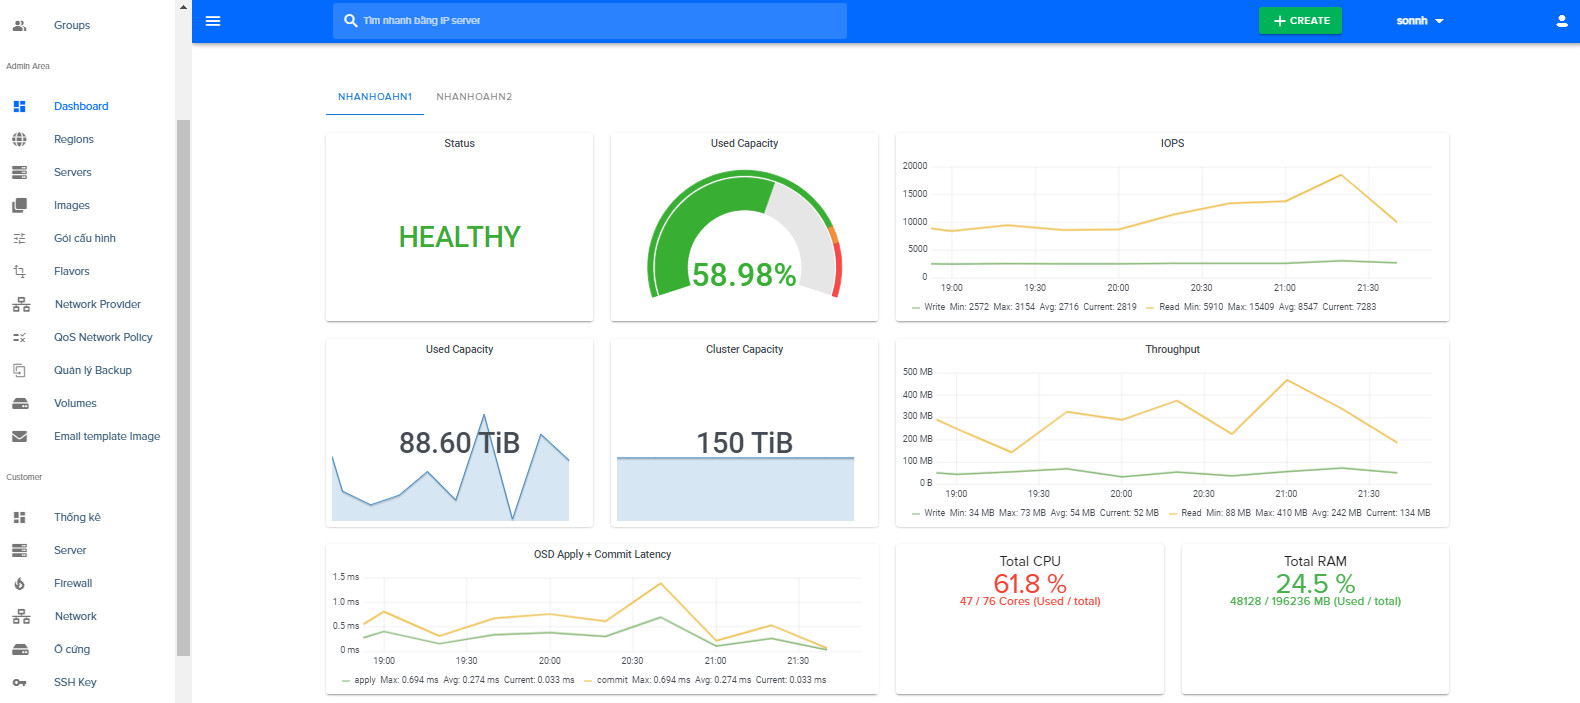 Groups
Admin Area
Dashboard
Regions
Servers
Images
Gói cấu hình
Flavors
Network Provider
QoS Network Policy
Quản lý Backup
Volumes
Email template Image
Customer
Thống kê
Server
Firewall
Network
Ổ cứng
SSH Key
Tìm nhanh bằng IP server
CREATE
sonnh
NHANHOAHN1 NHANHOAHN2
Status
HEALTHY
Used Capacity
58.98%
IOPS
20000
15000
10000
5000
0
19:00 19:30 20:00 20:30 21:00 21:30
Write Min: 2572 Max: 3154 Avg: 2716 Current: 2819 Read Min: 5910 Max: 15409 Avg: 8547 Current: 7283
Used Capacity
88.60 TiB
Cluster Capacity
150 TiB
Throughput
500 MB
400 MB
300 MB
200 MB
100 MB
0 B
19:00 19:30 20:00 20:30 21:00 21:30
Write Min: 34 MB Max: 73 MB Avg: 54 MB Current: 52 MB Read Min: 88 MB Max: 410 MB Avg: 242 MB Current: 134 MB
OSD Apply + Commit Latency
1.5 ms
1.0 ms
0.5 ms
0 ms
19:00 19:30 20:00 20:30 21:00 21:30
apply Max: 0.694 ms Avg: 0.274 ms Current: 0.033 ms commit Max: 0.694 ms Avg: 0.274 ms Current: 0.033 ms
Total CPU
61.8 %
47 / 76 Cores (Used / total)
Total RAM
24.5 %
48128 / 196236 MB (Used / total)